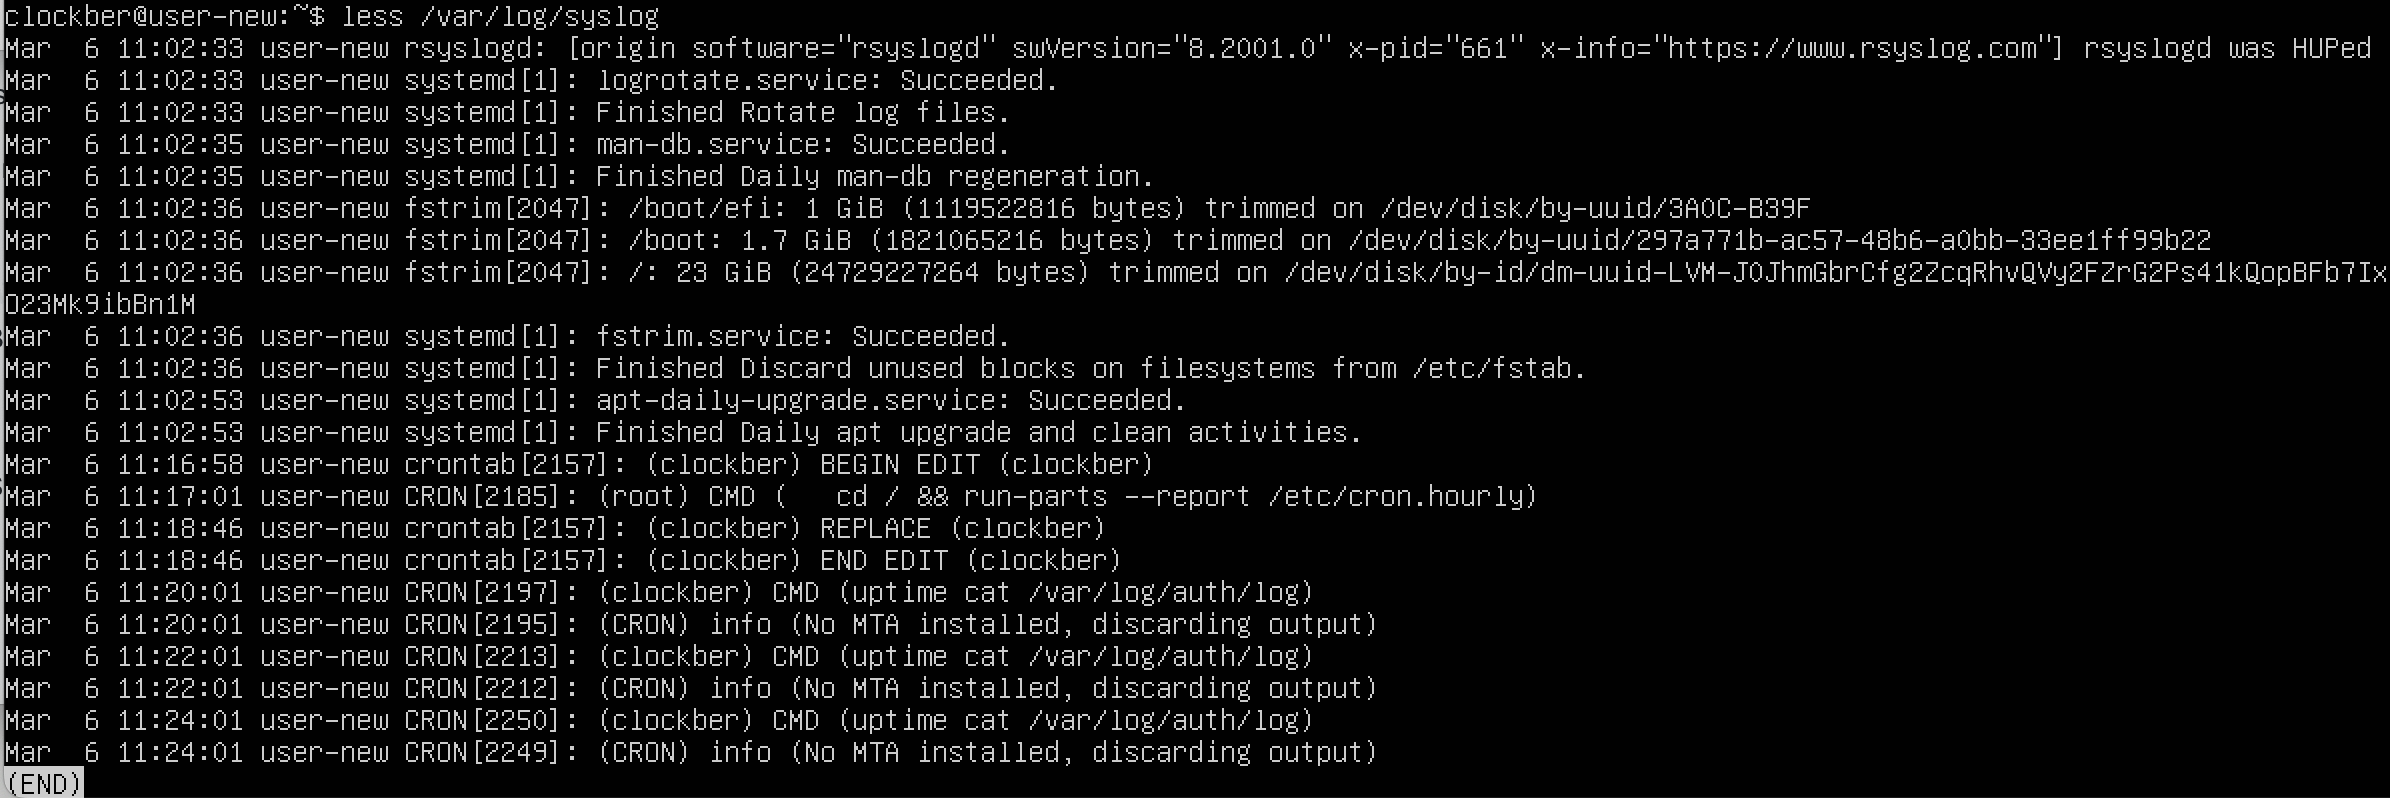 clockber@user-new:~$ less /var/log/syslog
Mar  6 11:02:33 user-new rsyslogd: [origin software="rsyslogd" swVersion="8.2001.0" x-pid="661" x-info="https://www.rsyslog.com"] rsyslogd was HUPed
Mar  6 11:02:33 user-new systemd[1]: logrotate.service: Succeeded.
Mar  6 11:02:33 user-new systemd[1]: Finished Rotate log files.
Mar  6 11:02:35 user-new systemd[1]: man-db.service: Succeeded.
Mar  6 11:02:35 user-new systemd[1]: Finished Daily man-db regeneration.
Mar  6 11:02:36 user-new fstrim[2047]: /boot/efi: 1 GiB (1119522816 bytes) trimmed on /dev/disk/by-uuid/3A0C-B39F
Mar  6 11:02:36 user-new fstrim[2047]: /boot: 1.7 GiB (1821065216 bytes) trimmed on /dev/disk/by-uuid/297a771b-ac57-48b6-a0bb-33ee1ff99b22
Mar  6 11:02:36 user-new fstrim[2047]: /: 23 GiB (24729227264 bytes) trimmed on /dev/disk/by-id/dm-uuid-LVM-J0JhmGbrCfg2ZcqRhvQVy2FZrG2Ps41kQopBFb7Ix
O23Mk9ibBn1M
Mar  6 11:02:36 user-new systemd[1]: fstrim.service: Succeeded.
Mar  6 11:02:36 user-new systemd[1]: Finished Discard unused blocks on filesystems from /etc/fstab.
Mar  6 11:02:53 user-new systemd[1]: apt-daily-upgrade.service: Succeeded.
Mar  6 11:02:53 user-new systemd[1]: Finished Daily apt upgrade and clean activities.
Mar  6 11:16:58 user-new crontab[2157]: (clockber) BEGIN EDIT (clockber)
Mar  6 11:17:01 user-new CRON[2185]: (root) CMD (   cd / && run-parts --report /etc/cron.hourly)
Mar  6 11:18:46 user-new crontab[2157]: (clockber) REPLACE (clockber)
Mar  6 11:18:46 user-new crontab[2157]: (clockber) END EDIT (clockber)
Mar  6 11:20:01 user-new CRON[2197]: (clockber) CMD (uptime cat /var/log/auth/log)
Mar  6 11:20:01 user-new CRON[2195]: (CRON) info (No MTA installed, discarding output)
Mar  6 11:22:01 user-new CRON[2213]: (clockber) CMD (uptime cat /var/log/auth/log)
Mar  6 11:22:01 user-new CRON[2212]: (CRON) info (No MTA installed, discarding output)
Mar  6 11:24:01 user-new CRON[2250]: (clockber) CMD (uptime cat /var/log/auth/log)
Mar  6 11:24:01 user-new CRON[2249]: (CRON) info (No MTA installed, discarding output)
(END)